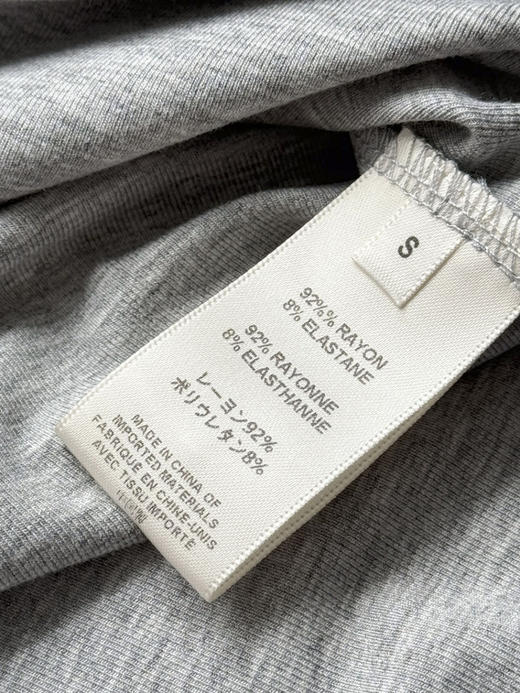 S
92%% RAYON
8% ELASTANE
92% RAYONNE
8% ELASTHANNE
レーヨン92%
ポリウレタン8%
MADE IN CHINA OF
IMPORTED MATERIALS
FABRIQUÉ EN CHINE-UNIS
AVEC TISSU IMPORTÉ